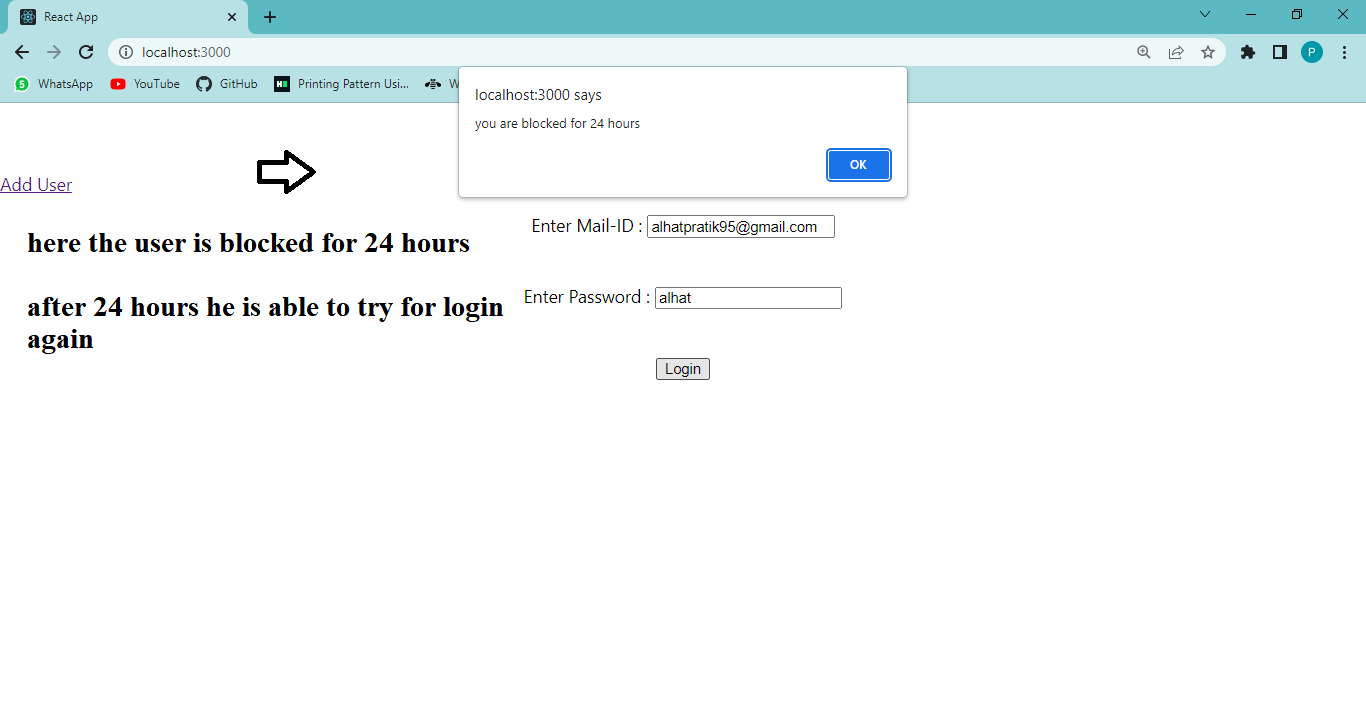 React App
localhost:3000
P
5 WhatsApp YouTube GitHub Printing Pattern Usi... W
localhost:3000 says
you are blocked for 24 hours
OK
Add User
Enter Mail-ID : alhatpratik95@gmail.com
here the user is blocked for 24 hours
Enter Password : alhat
after 24 hours he is able to try for login
again
Login